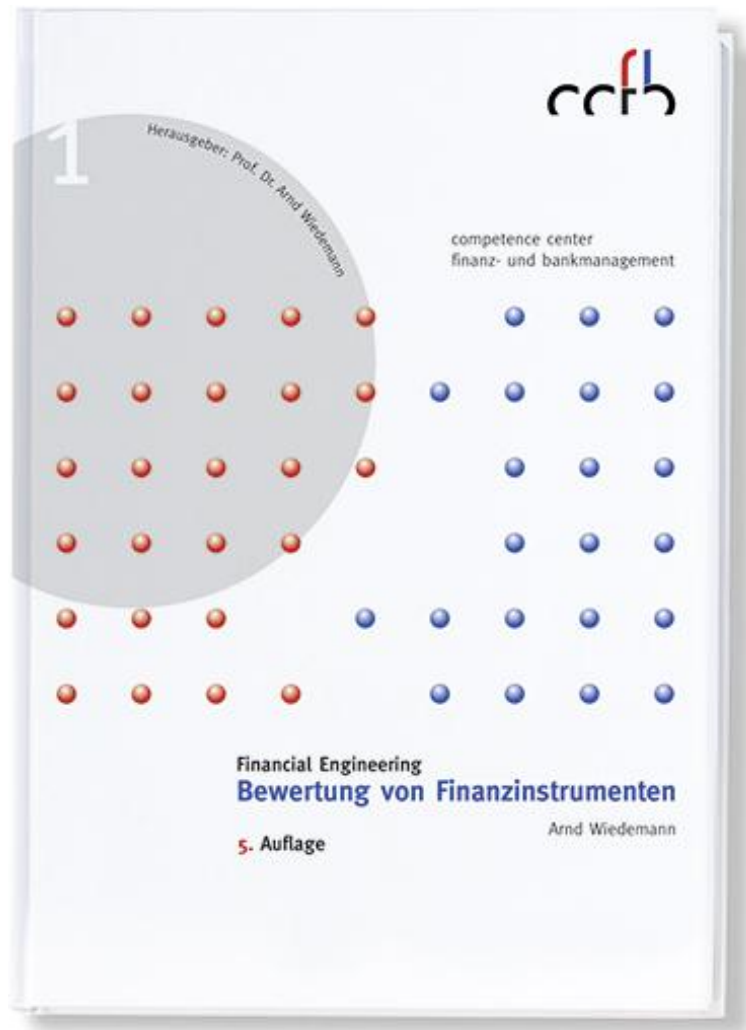 ccfb
1
Herausgeber: Prof. Dr. Arnd Wiedemann
competence center
finanz- und bankmanagement
Financial Engineering
Bewertung von Finanzinstrumenten
Arnd Wiedemann
5. Auflage